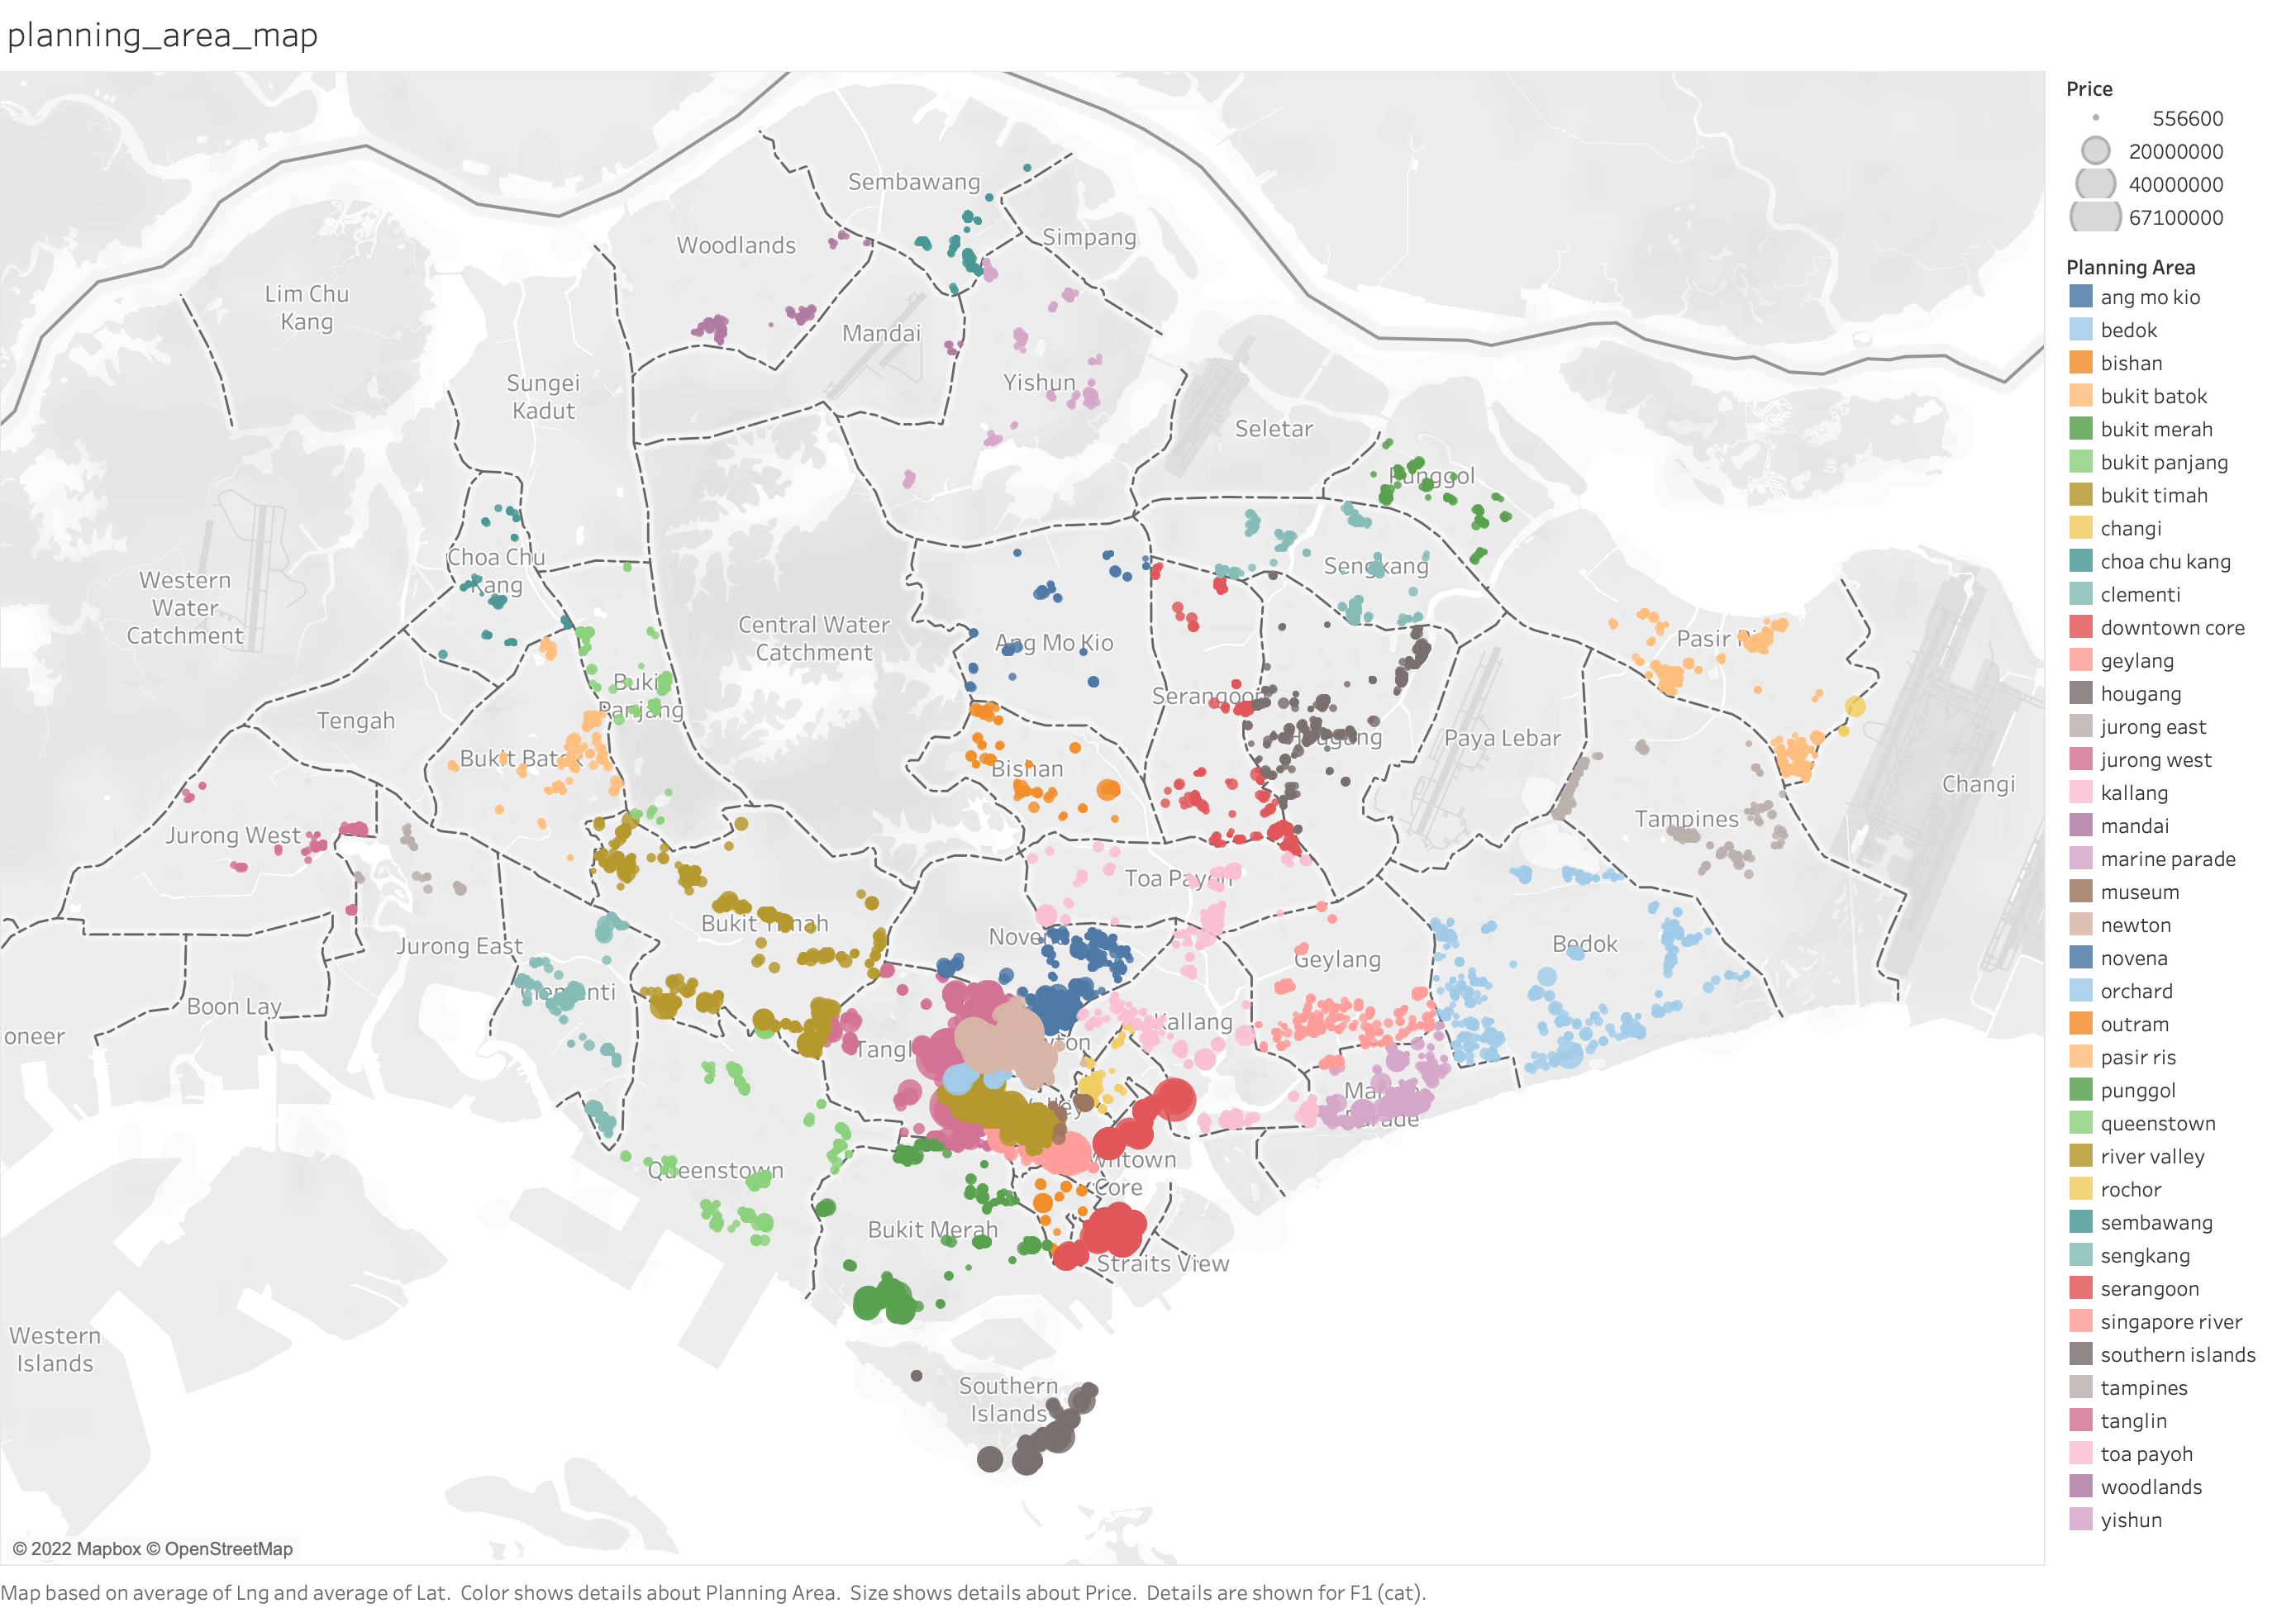 planning_area_map
Sembawang
Simpang
Woodlands
Lim Chu
Kang
Mandai
Sungei
Kadut
Yishun
Seletar
Punggol
Choa Chu
Kang
Sengkang
Western
Water
Catchment
Central Water
Catchment
Ang Mo Kio
Pasir
Bukit
Panjang
Serangoon
Tengah
Hougang
Paya Lebar
Bukit Batok
Bishan
Changi
Jurong West
Tampines
Toa Payoh
Bukit Timah
Novena
Bedok
Jurong East
Geylang
Clementi
Boon Lay
Kallang
ioneer
Tangl
wton
Valley
Marine
Parade
Queenstown
wntown
Core
Bukit Merah
Straits View
Western
Islands
Southern
Islands
© 2022 Mapbox © OpenStreetMap
Price
556600
20000000
40000000
67100000
Planning Area
ang mo kio
bedok
bishan
bukit batok
bukit merah
bukit panjang
bukit timah
changi
choa chu kang
clementi
downtown core
geylang
hougang
jurong east
jurong west
kallang
mandai
marine parade
museum
newton
novena
orchard
outram
pasir ris
punggol
queenstown
river valley
rochor
sembawang
sengkang
serangoon
singapore river
southern islands
tampines
tanglin
toa payoh
woodlands
yishun
Map based on average of Lng and average of Lat. Color shows details about Planning Area. Size shows details about Price. Details are shown for F1 (cat).